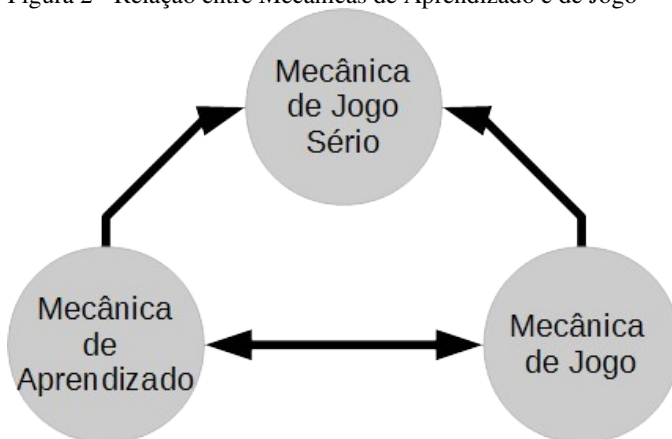 Figura 2 - Relação entre Mecânicas de Aprendizado e de Jogo
Mecânica
de Jogo
Sério
Mecânica
de
Aprendizado
Mecânica
de Jogo